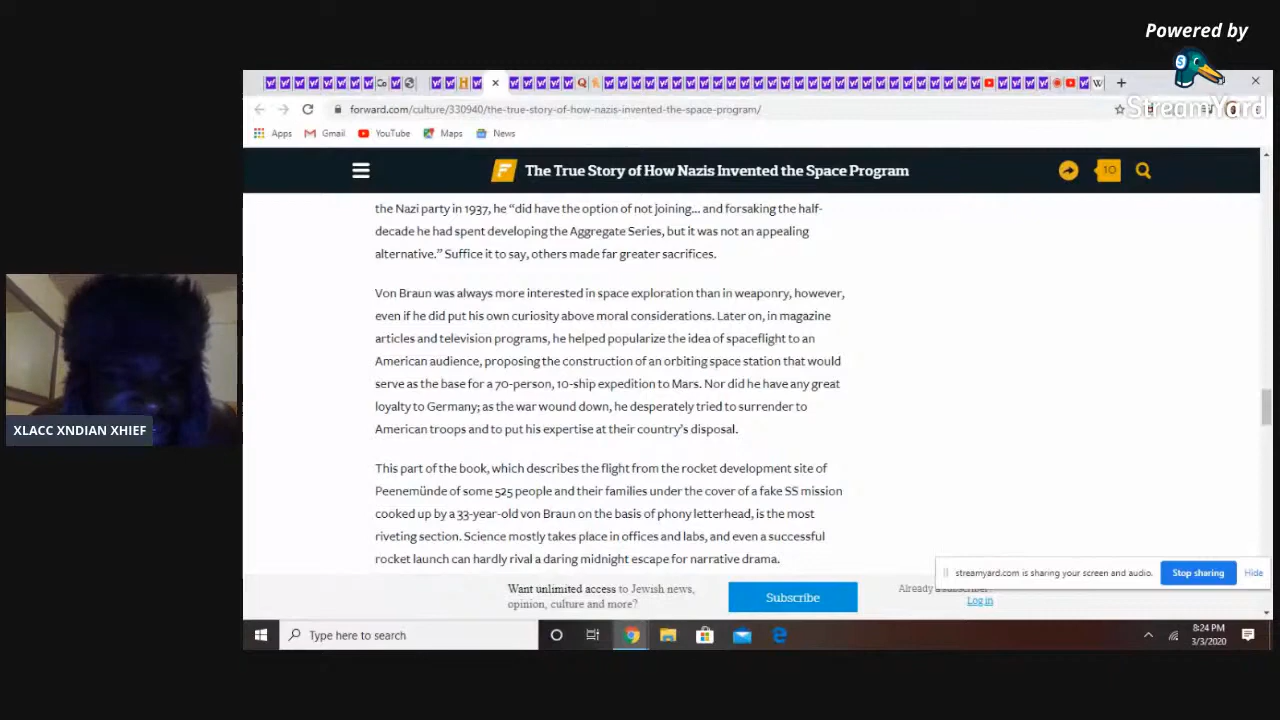 Powered by
StreamYard
forward.com/culture/330940/the-true-story-of-how-nazis-invented-the-space-program/
Apps Gmail YouTube Maps News
The True Story of How Nazis Invented the Space Program
10
the Nazi party in 1937, he “did have the option of not joining… and forsaking the half-
decade he had spent developing the Aggregate Series, but it was not an appealing
alternative.” Suffice it to say, others made far greater sacrifices.
Von Braun was always more interested in space exploration than in weaponry, however,
even if he did put his own curiosity above moral considerations. Later on, in magazine
articles and television programs, he helped popularize the idea of spaceflight to an
American audience, proposing the construction of an orbiting space station that would
serve as the base for a 70-person, 10-ship expedition to Mars. Nor did he have any great
loyalty to Germany; as the war wound down, he desperately tried to surrender to
American troops and to put his expertise at their country’s disposal.
XLACC XNDIAN XHIEF
This part of the book, which describes the flight from the rocket development site of
Peenemünde of some 525 people and their families under the cover of a fake SS mission
cooked up by a 33-year-old von Braun on the basis of phony letterhead, is the most
riveting section. Science mostly takes place in offices and labs, and even a successful
rocket launch can hardly rival a daring midnight escape for narrative drama.
streamyard.com is sharing your screen and audio. Stop sharing Hide
Want unlimited access to Jewish news,
opinion, culture and more?
Subscribe
Already a subscriber?
Log in
Type here to search
8:24 PM
3/3/2020